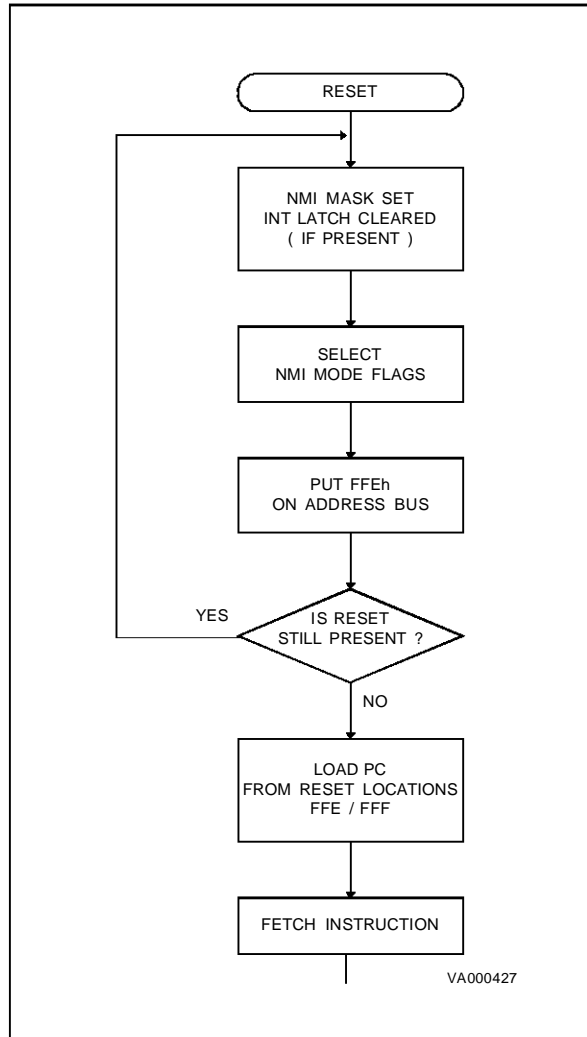 RESET
NMI MASK SET
INT LATCH CLEARED
( IF PRESENT )
SELECT
NMI MODE FLAGS
PUT FFEh
ON ADDRESS BUS
YES
IS RESET
STILL PRESENT ?
NO
LOAD PC
FROM RESET LOCATIONS
FFE / FFF
FETCH INSTRUCTION
VA000427